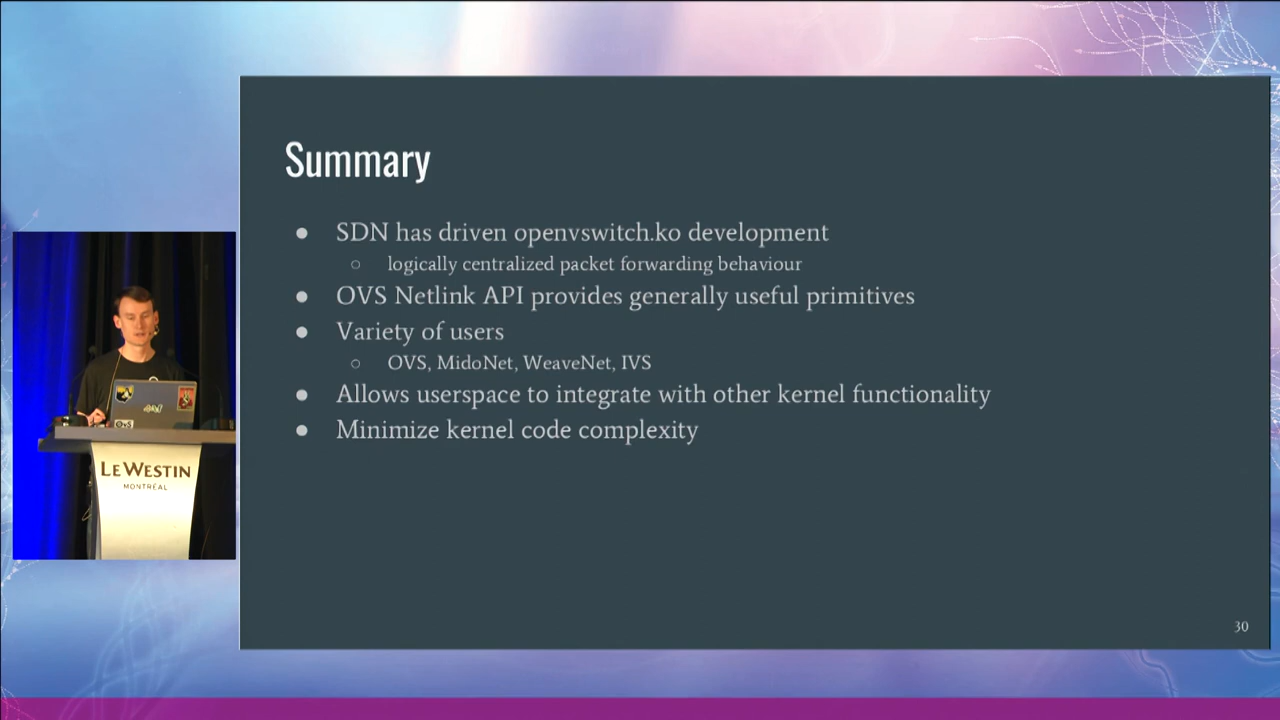 Summary
● SDN has driven openvswitch.ko development
○ logically centralized packet forwarding behaviour
● OVS Netlink API provides generally useful primitives
● Variety of users
○ OVS, MidoNet, WeaveNet, IVS
● Allows userspace to integrate with other kernel functionality
● Minimize kernel code complexity
30
OVS
LE WESTIN
MONTRÉAL